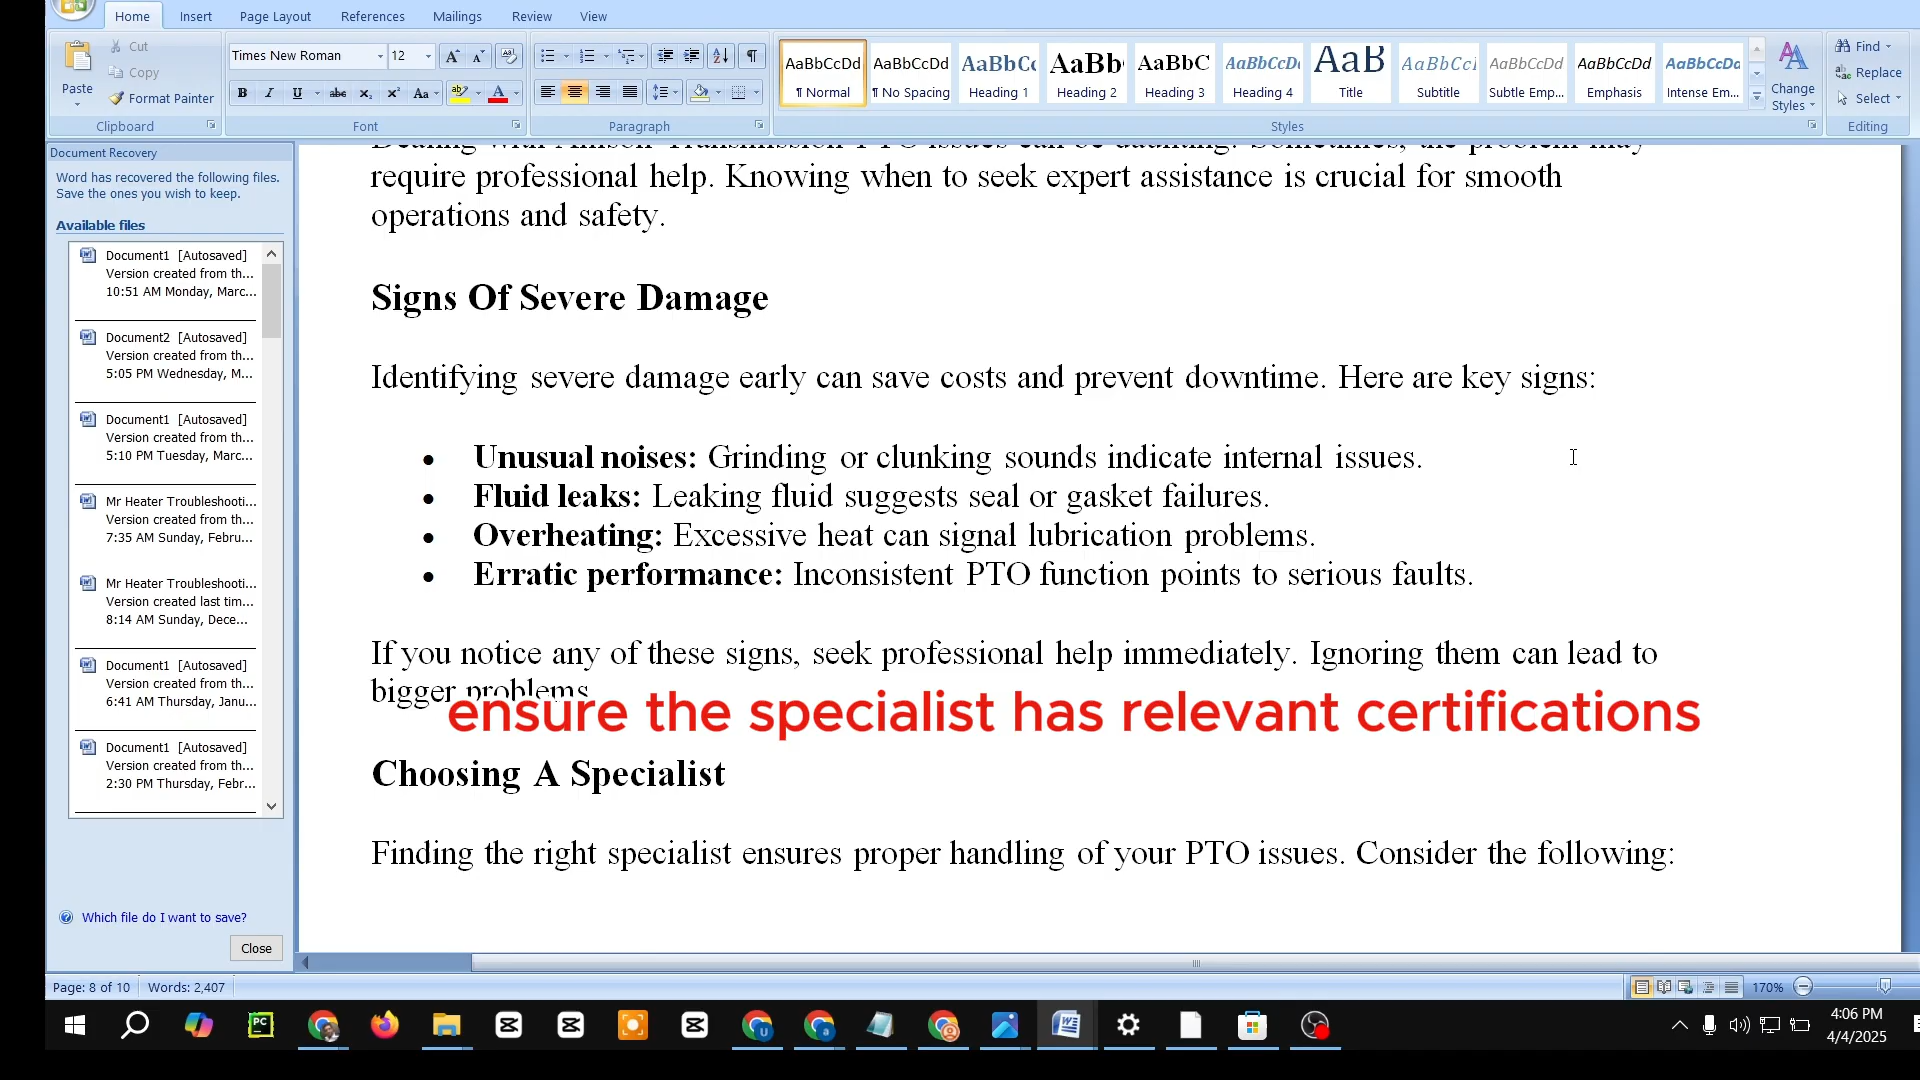 Home Insert Page Layout References Mailings Review View
Paste
Cut
Copy
Format Painter
Clipboard
Times New Roman 12
Font
Paragraph
AaBbCcDd AaBbCcDd AaBbCc AaBb AaBbC AaBbCcD AaB AaBbCcI AaBbCcDd AaBbCcDd AaBbCcDd
¶ Normal ¶ No Spacing Heading 1 Heading 2 Heading 3 Heading 4 Title Subtitle Subtle Emp... Emphasis Intense Em...
Styles
Change
Styles
Find
Replace
Select
Editing
Document Recovery
Word has recovered the following files.
Save the ones you wish to keep.
Available files
Document1 [Autosaved]
Version created from th...
10:51 AM Monday, Marc...
Document2 [Autosaved]
Version created from th...
5:05 PM Wednesday, M...
Document1 [Autosaved]
Version created from th...
5:10 PM Tuesday, Marc...
Mr Heater Troubleshooti...
Version created from th...
7:35 AM Sunday, Febru...
Mr Heater Troubleshooti...
Version created last tim...
8:14 AM Sunday, Dece...
Document1 [Autosaved]
Version created from th...
6:41 AM Thursday, Janu...
Document1 [Autosaved]
Version created from th...
2:30 PM Thursday, Febr...
Which file do I want to save?
Close
Dealing with Allison Transmission PTO issues can be daunting. Sometimes, the problem may
require professional help. Knowing when to seek expert assistance is crucial for smooth
operations and safety.
Signs Of Severe Damage
Identifying severe damage early can save costs and prevent downtime. Here are key signs:
• Unusual noises: Grinding or clunking sounds indicate internal issues.
• Fluid leaks: Leaking fluid suggests seal or gasket failures.
• Overheating: Excessive heat can signal lubrication problems.
• Erratic performance: Inconsistent PTO function points to serious faults.
If you notice any of these signs, seek professional help immediately. Ignoring them can lead to
bigger problems.
ensure the specialist has relevant certifications
Choosing A Specialist
Finding the right specialist ensures proper handling of your PTO issues. Consider the following:
Page: 8 of 10 Words: 2,407
170%
4:06 PM
4/4/2025